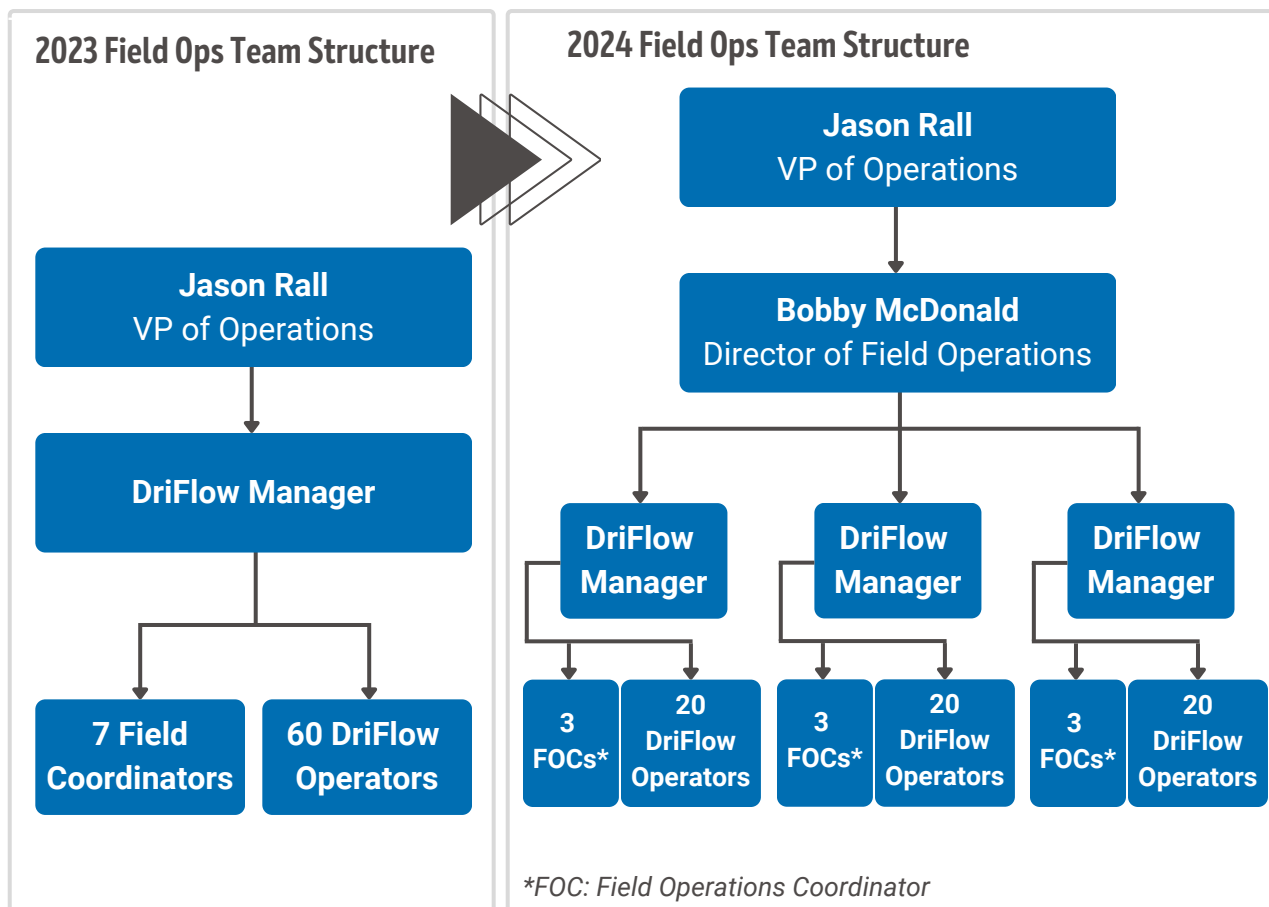 2023 Field Ops Team Structure
Jason Rall
VP of Operations
DriFlow Manager
7 Field
Coordinators
60 DriFlow
Operators
2024 Field Ops Team Structure
Jason Rall
VP of Operations
Bobby McDonald
Director of Field Operations
DriFlow
Manager
DriFlow
Manager
DriFlow
Manager
3
FOCs*
20
DriFlow
Operators
3
FOCs*
20
DriFlow
Operators
3
FOCs*
20
DriFlow
Operators
*FOC: Field Operations Coordinator